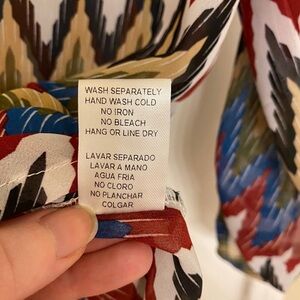 WASH SEPARATELY
HAND WASH COLD
NO IRON
NO BLEACH
HANG OR LINE DRY
LAVAR SEPARADO
LAVAR A MANO
AGUA FRIA
NO CLORO
NO PLANCHAR
COLGAR